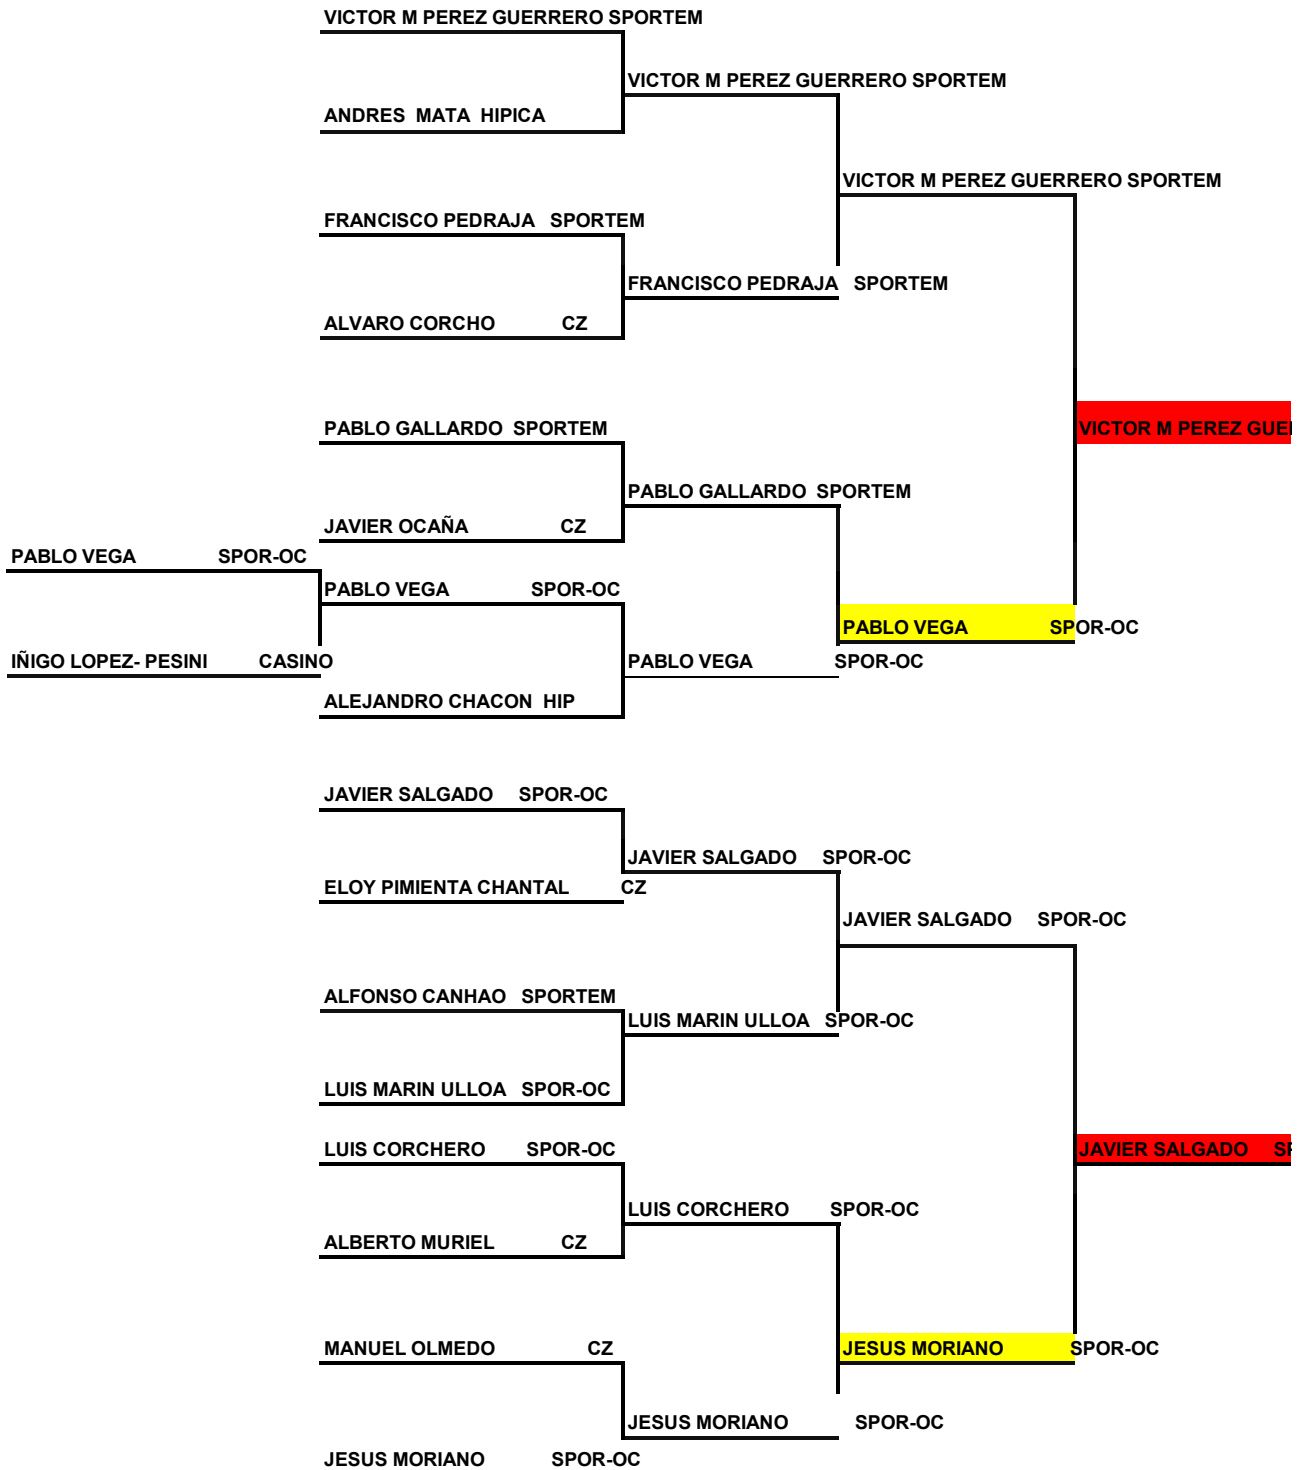 VICTOR M PEREZ GUERRERO SPORTEM
VICTOR M PEREZ GUERRERO SPORTEM
ANDRES MATA HIPICA
VICTOR M PEREZ GUERRERO SPORTEM
FRANCISCO PEDRAJA SPORTEM
FRANCISCO PEDRAJA SPORTEM
ALVARO CORCHO CZ
PABLO GALLARDO SPORTEM
VICTOR M PEREZ
PABLO GALLARDO SPORTEM
JAVIER OCAÑA CZ
PABLO VEGA SPOR-OC
PABLO VEGA SPOR-OC
PABLO VEGA SPOR-OC
IÑIGO LOPEZ- PESINI CASINO
PABLO VEGA SPOR-OC
ALEJANDRO CHACON HIP
JAVIER SALGADO SPOR-OC
JAVIER SALGADO SPOR-OC
ELOY PIMIENTA CHANTAL CZ
JAVIER SALGADO SPOR-OC
ALFONSO CANHAO SPORTEM
LUIS MARIN ULLOA SPOR-OC
LUIS MARIN ULLOA SPOR-OC
LUIS CORCHERO SPOR-OC
JAVIER SALGADO
LUIS CORCHERO SPOR-OC
ALBERTO MURIEL CZ
MANUEL OLMEDO CZ
JESUS MORIANO SPOR-OC
JESUS MORIANO SPOR-OC
JESUS MORIANO SPOR-OC